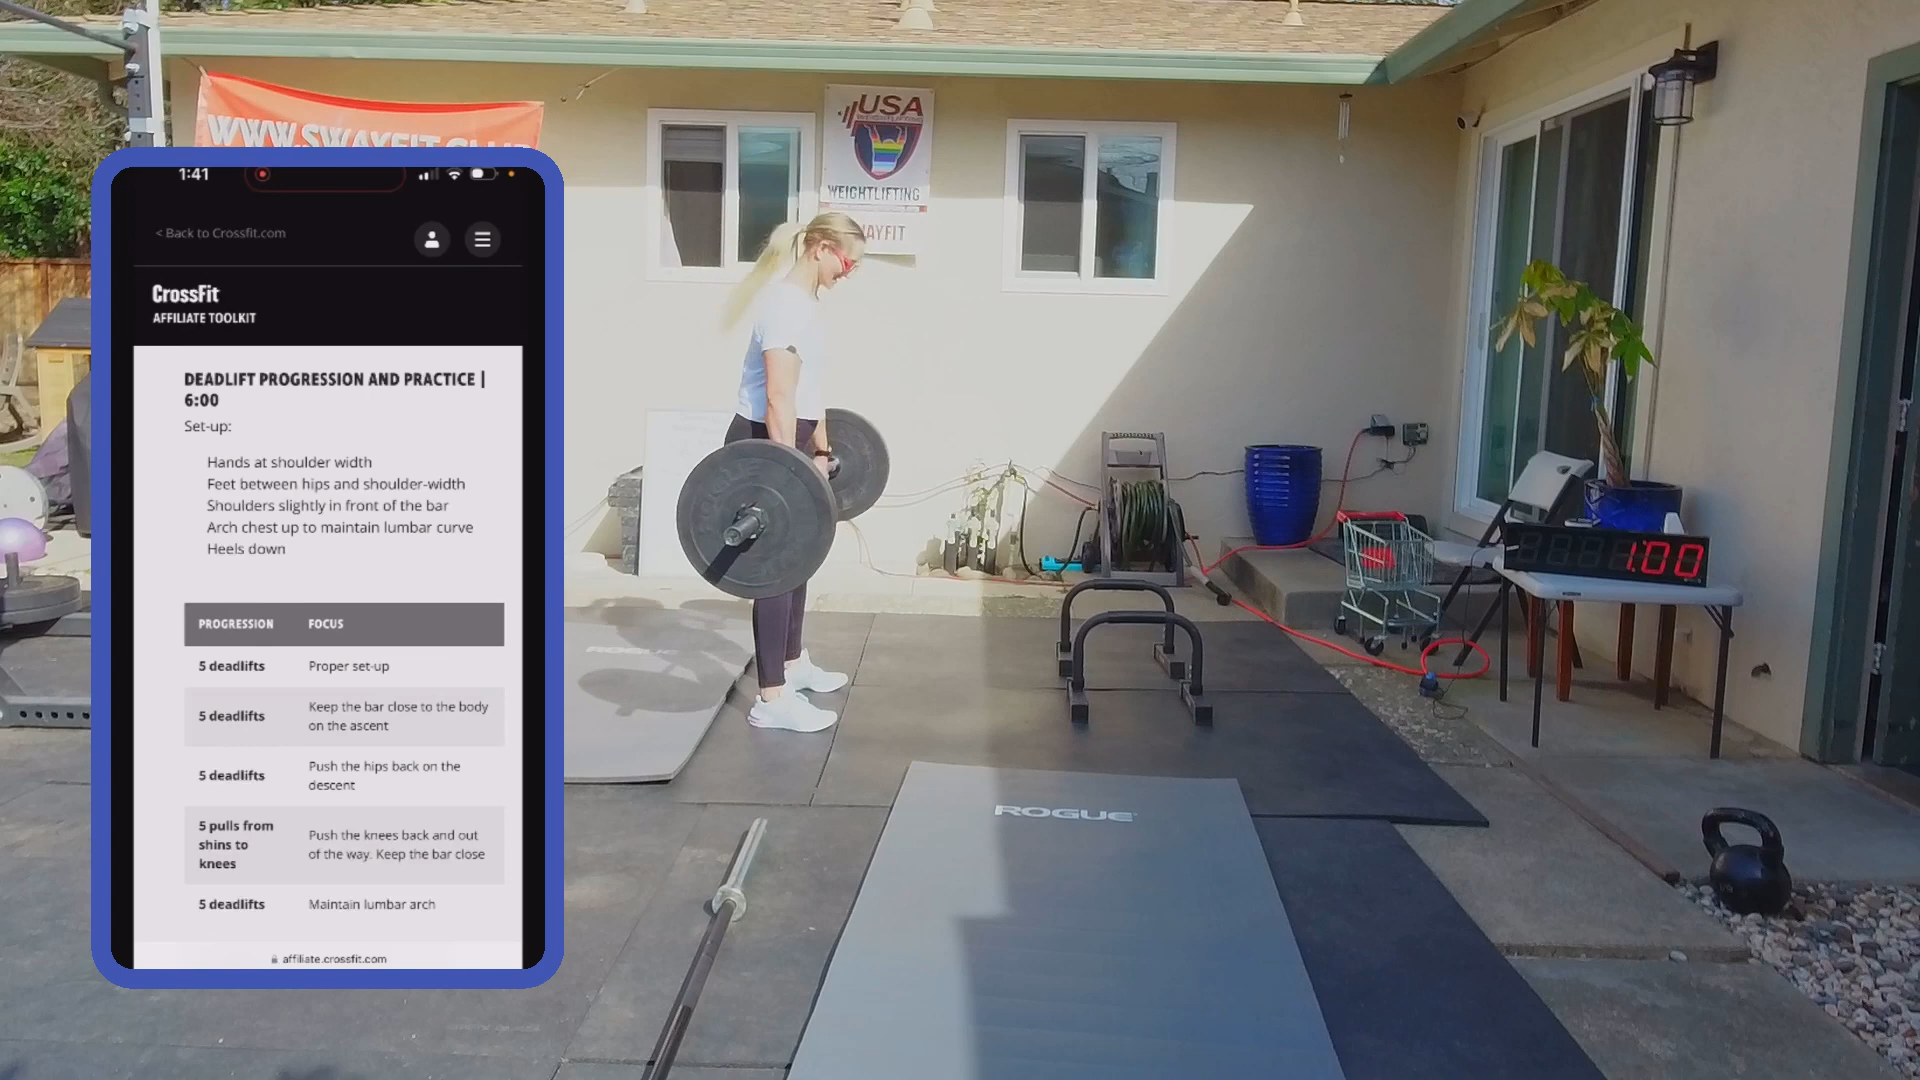 WWW.SWAYFIT.CLUB
USA
WEIGHTLIFTING
WEIGHTLIFTING
1:41
< Back to Crossfit.com
CrossFit
AFFILIATE TOOLKIT
DEADLIFT PROGRESSION AND PRACTICE |
6:00
Set-up:
Hands at shoulder width
Feet between hips and shoulder-width
Shoulders slightly in front of the bar
Arch chest up to maintain lumbar curve
Heels down
PROGRESSION FOCUS
5 deadlifts Proper set-up
5 deadlifts Keep the bar close to the body
on the ascent
5 deadlifts Push the hips back on the
descent
5 pulls from
shins to
knees
Push the knees back and out
of the way. Keep the bar close
5 deadlifts Maintain lumbar arch
affiliate.crossfit.com
1:00
ROGUE
ROGUE